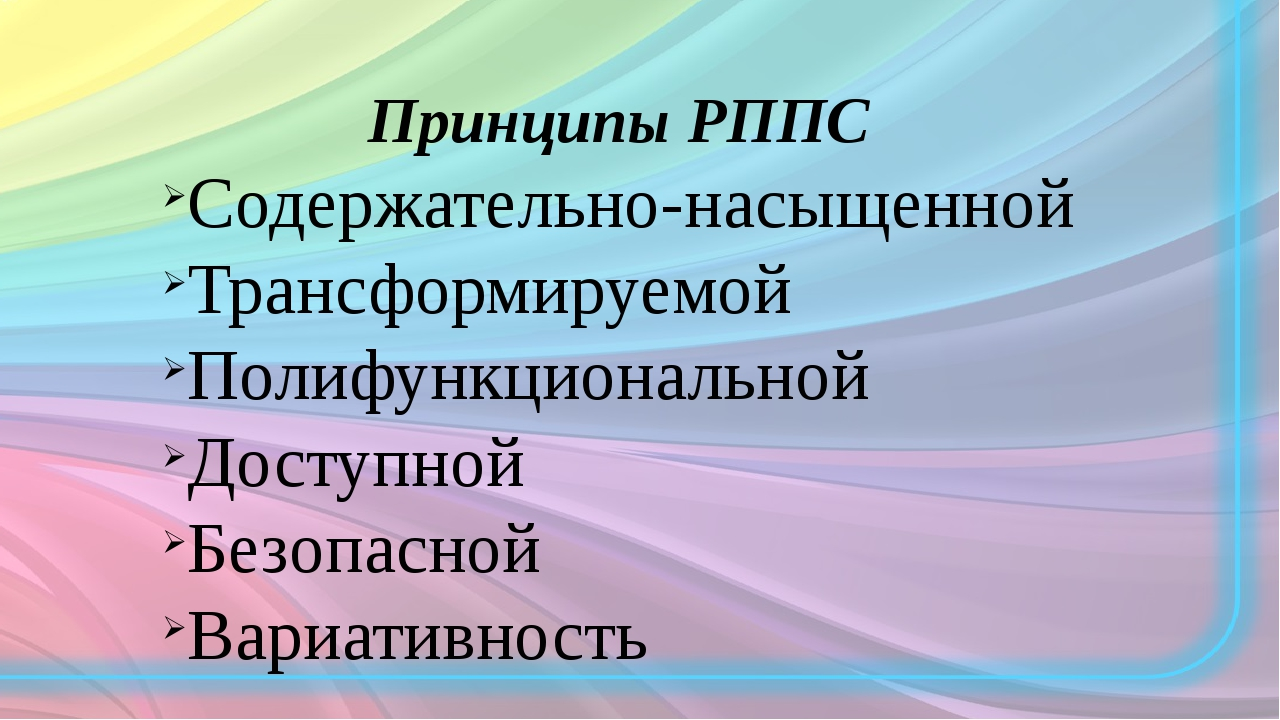 Принципы РППС
Содержательно-насыщенной
Трансформируемой
Полифункциональной
Доступной
Безопасной
Вариативность